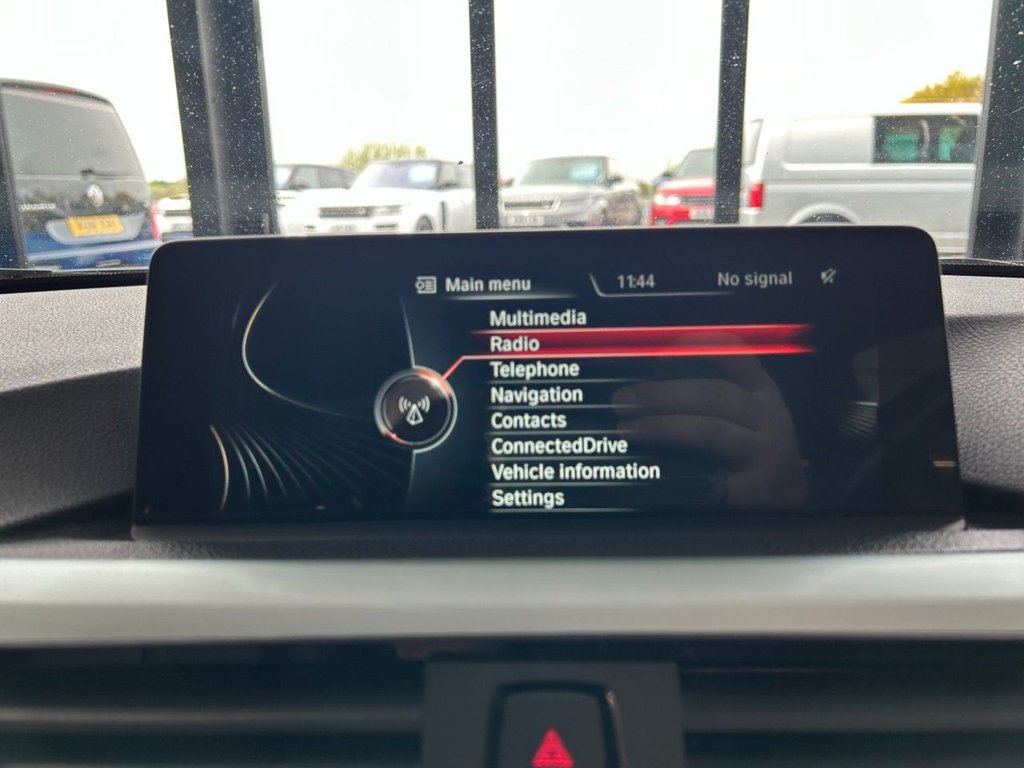 Main menu 11:44 No signal
Multimedia
Radio
Telephone
Navigation
Contacts
ConnectedDrive
Vehicle information
Settings